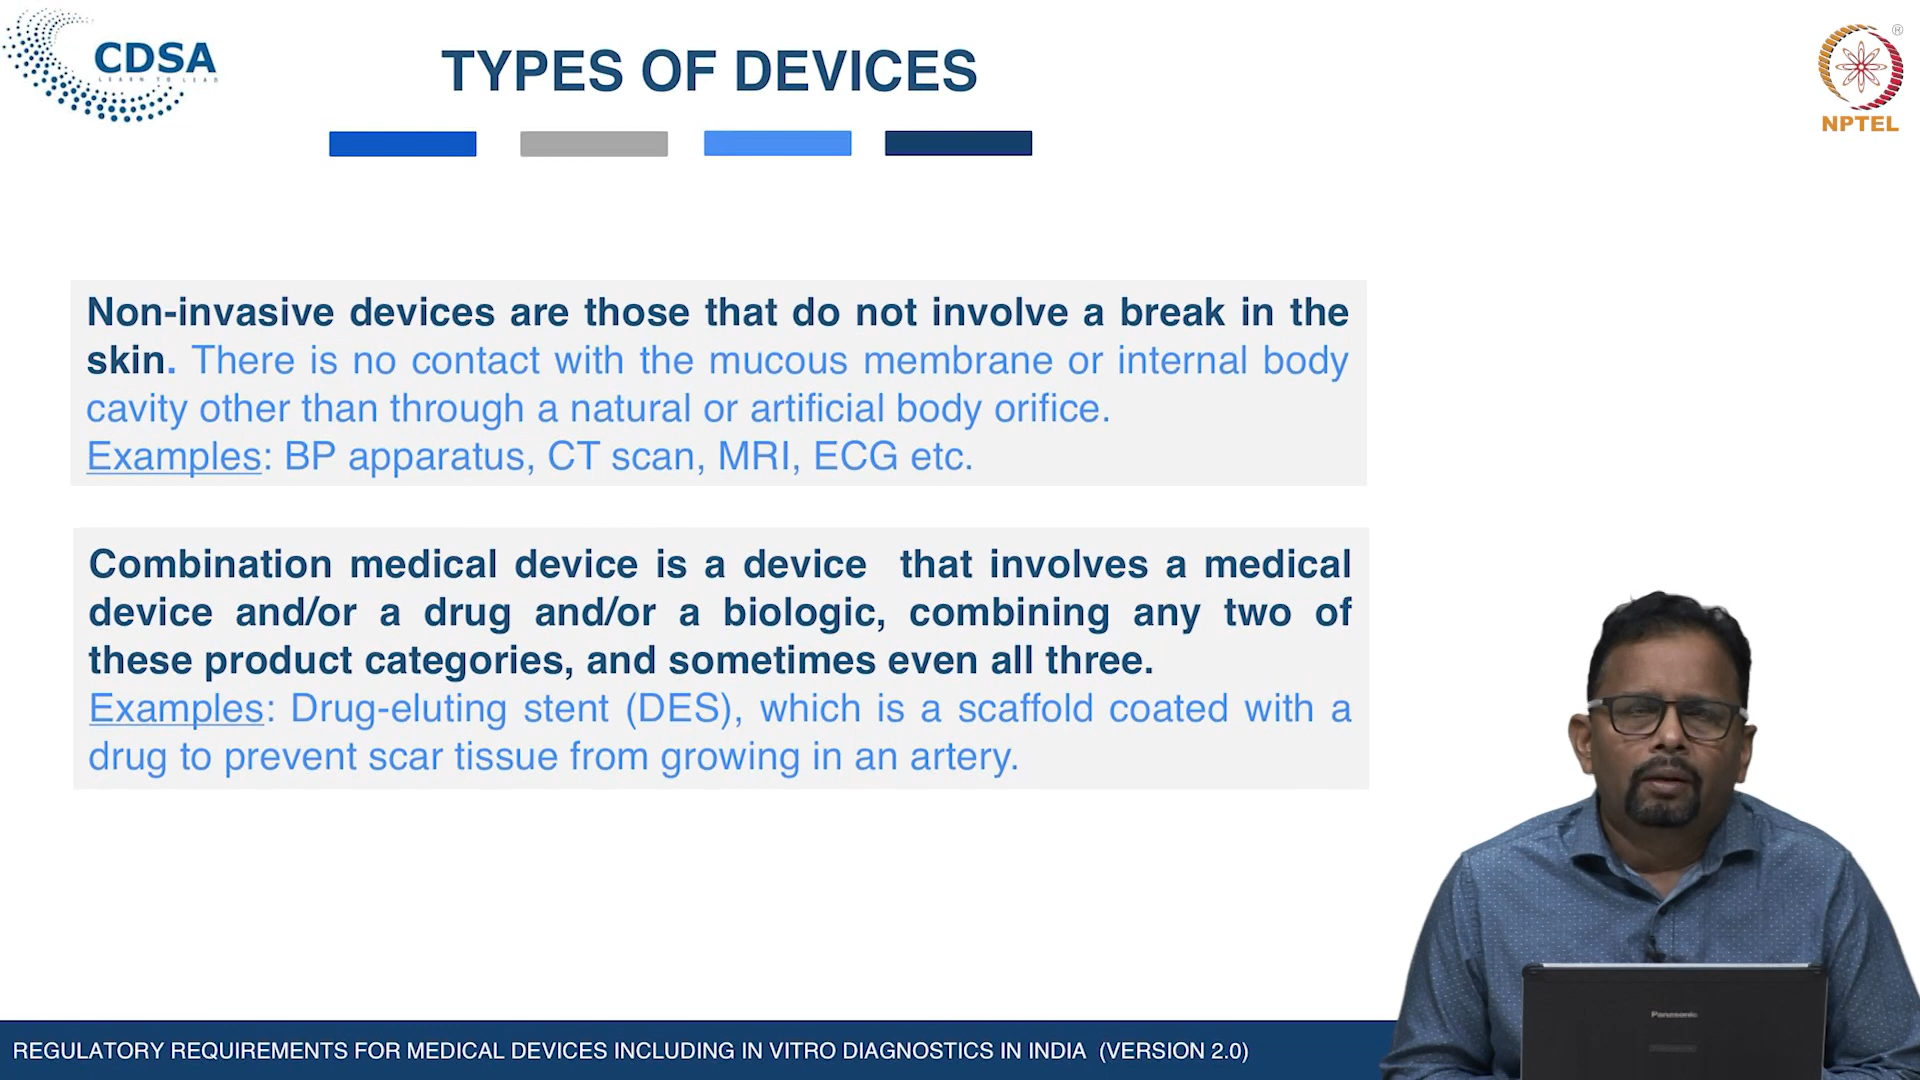 CDSA
LEARN TO LEAD
TYPES OF DEVICES
®
NPTEL
Non-invasive devices are those that do not involve a break in the
skin. There is no contact with the mucous membrane or internal body
cavity other than through a natural or artificial body orifice.
Examples: BP apparatus, CT scan, MRI, ECG etc.
Combination medical device is a device that involves a medical
device and/or a drug and/or a biologic, combining any two of
these product categories, and sometimes even all three.
Examples: Drug-eluting stent (DES), which is a scaffold coated with a
drug to prevent scar tissue from growing in an artery.
Panasonic
REGULATORY REQUIREMENTS FOR MEDICAL DEVICES INCLUDING IN VITRO DIAGNOSTICS IN INDIA (VERSION 2.0)